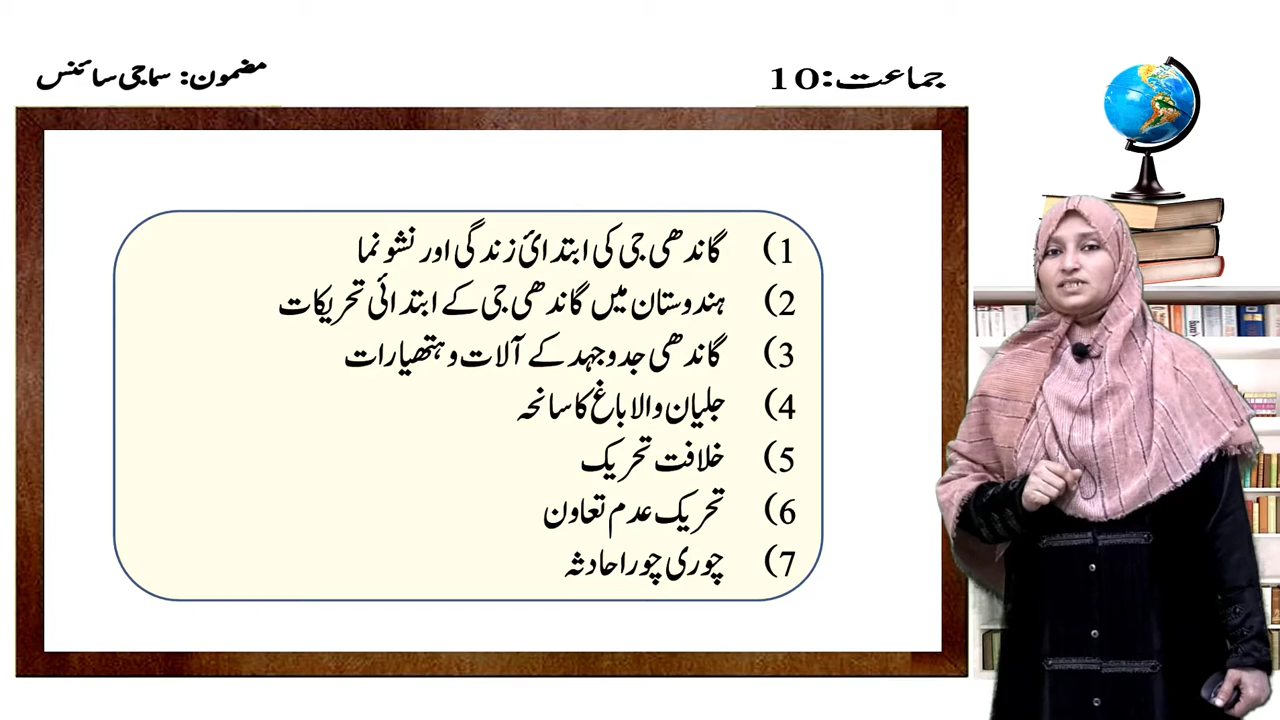 جماعت:10
مضمون: سماجی سائنس
1) گاندھی جی کی ابتدائ زندگی اور نشو نما
2) ہندوستان میں گاندھی جی کے ابتدائی تحریکات
3) گاندھی جدوجہد کے آلات و ہتھیارات
4) جلیان والا باغ کا سانحہ
5) خلافت تحریک
6) تحریک عدم تعاون
7) چوری چورا حادثہ